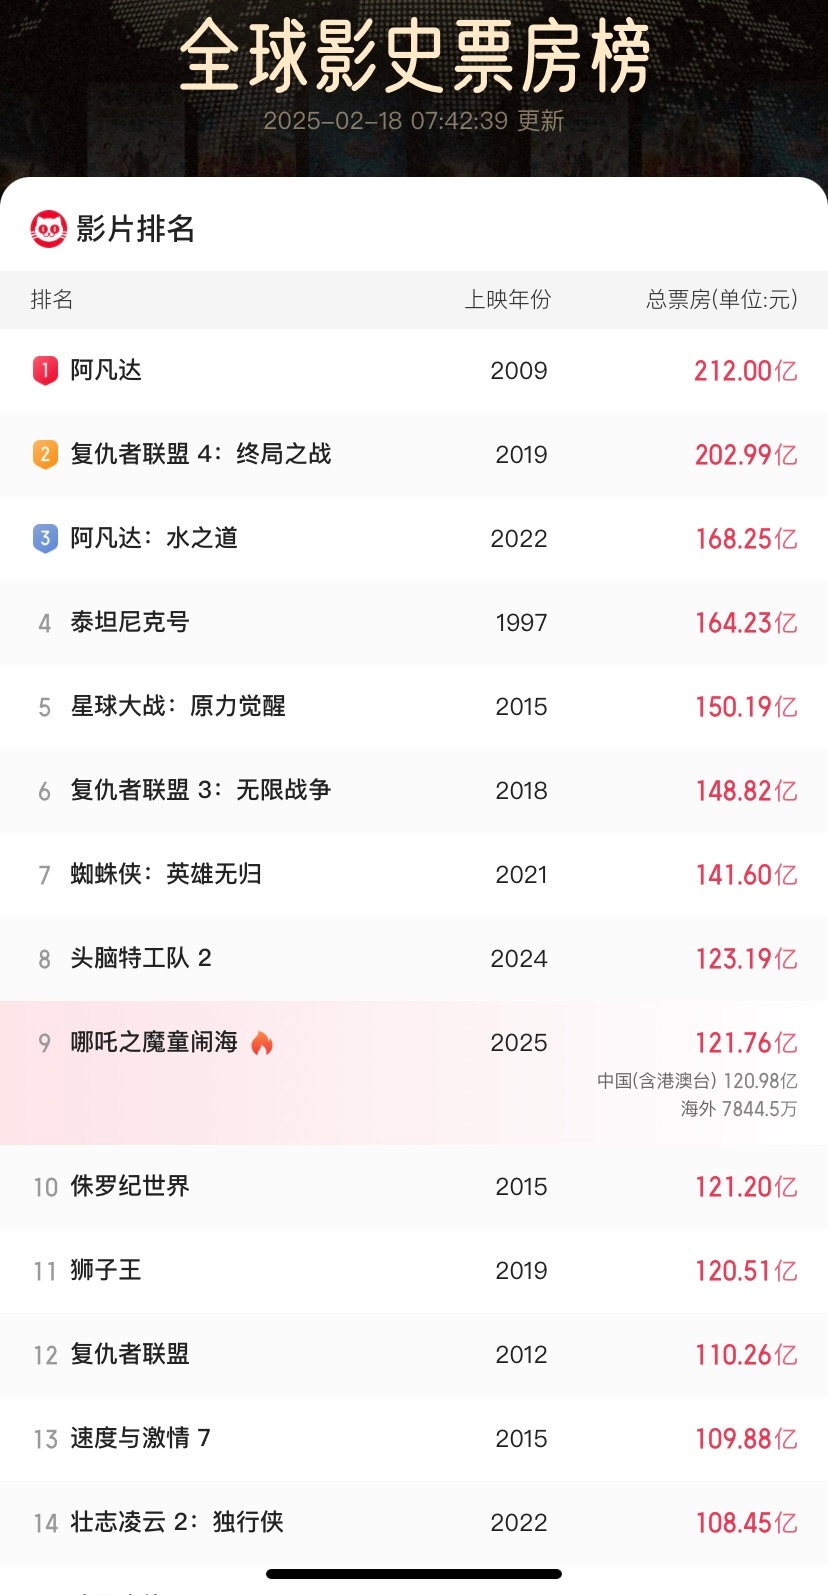 全球影史票房榜
2025-02-18 07:42:39 更新
影片排名
排名 上映年份 总票房(单位:元)
1 阿凡达 2009 212.00亿
2 复仇者联盟 4：终局之战 2019 202.99亿
3 阿凡达：水之道 2022 168.25亿
4 泰坦尼克号 1997 164.23亿
5 星球大战：原力觉醒 2015 150.19亿
6 复仇者联盟 3：无限战争 2018 148.82亿
7 蜘蛛侠：英雄无归 2021 141.60亿
8 头脑特工队 2 2024 123.19亿
9 哪吒之魔童闹海 2025 121.76亿
中国(含港澳台) 120.98亿
海外 7844.5万
10 侏罗纪世界 2015 121.20亿
11 狮子王 2019 120.51亿
12 复仇者联盟 2012 110.26亿
13 速度与激情 7 2015 109.88亿
14 壮志凌云 2：独行侠 2022 108.45亿